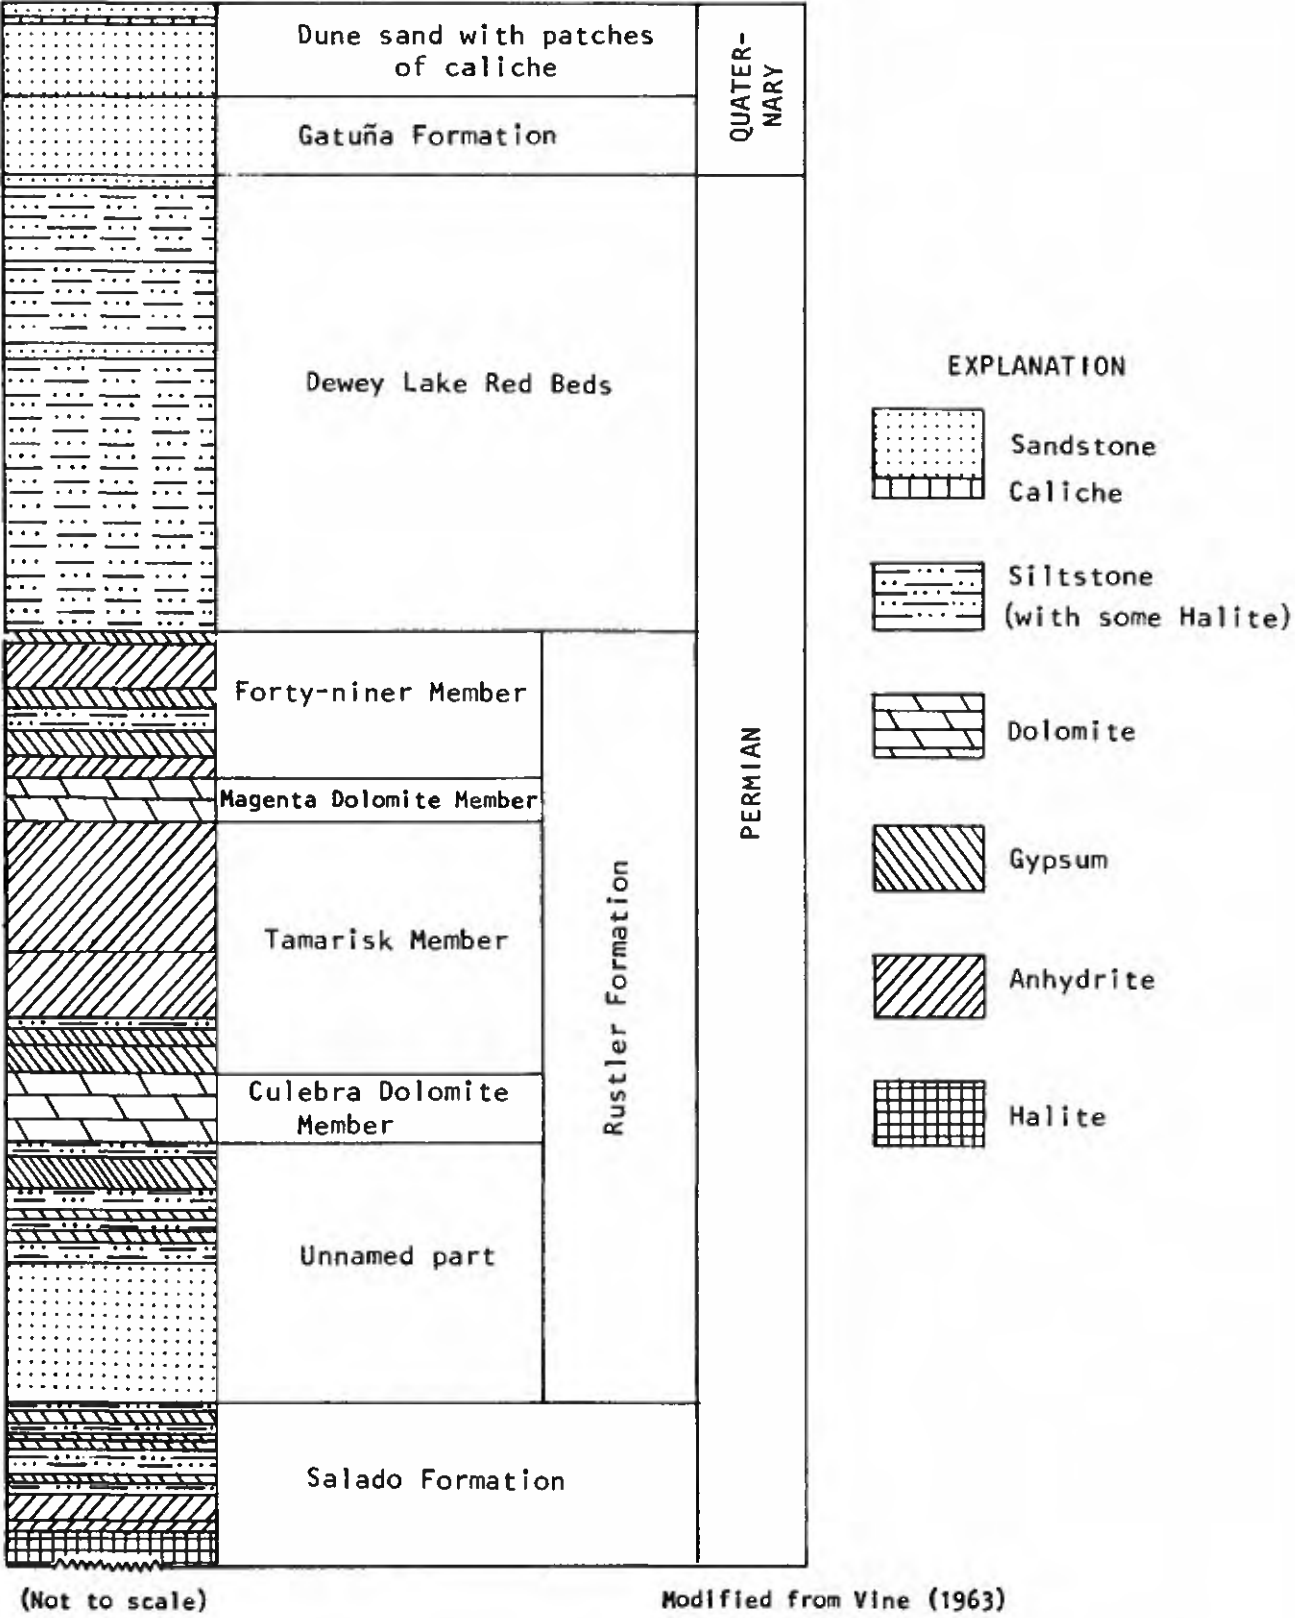 Dune sand with patches
of caliche
QUATER-
NARY
Gatuña Formation
Dewey Lake Red Beds
Forty-niner Member
Magenta Dolomite Member
Tamarisk Member
Culebra Dolomite
Member
Unnamed part
Rustler Formation
PERMIAN
Salado Formation
(Not to scale)
Modified from Vine (1963)
EXPLANATION
Sandstone
Caliche
Siltstone
(with some Halite)
Dolomite
Gypsum
Anhydrite
Halite